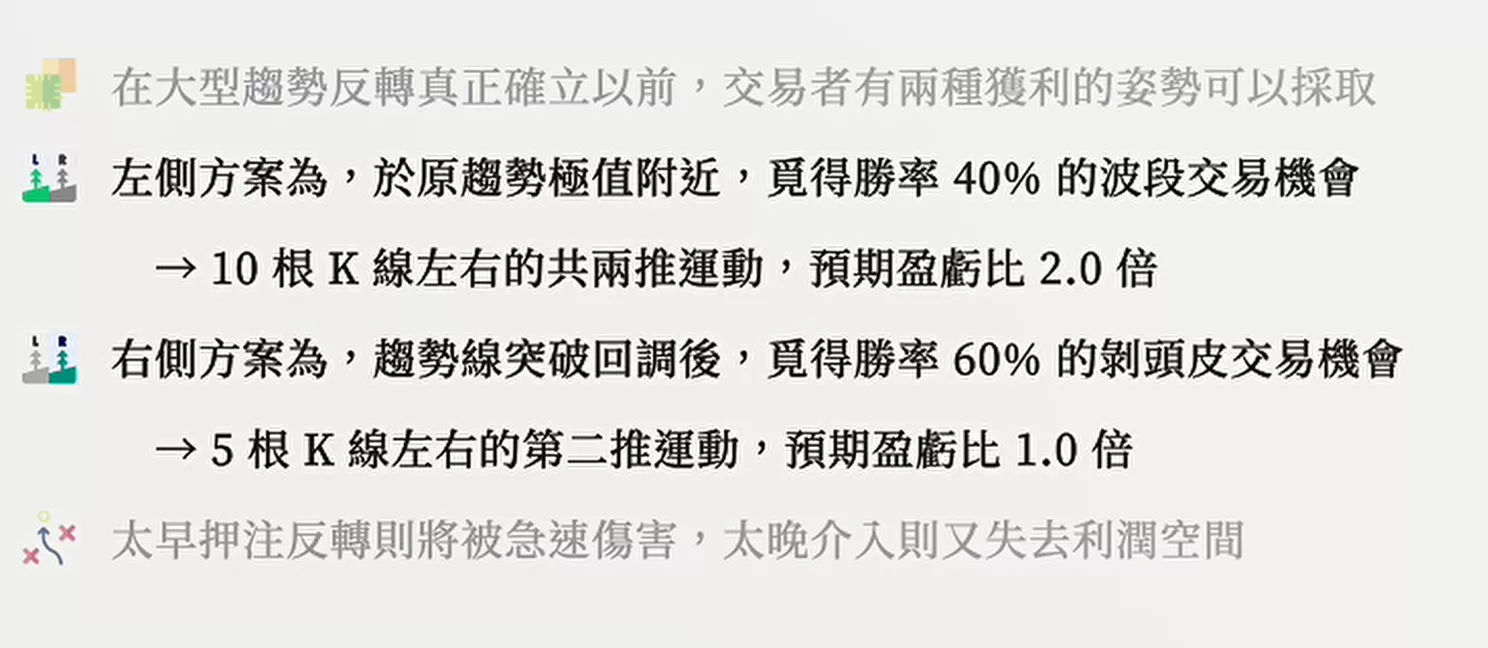 在大型趨勢反轉真正確立以前，交易者有兩種獲利的姿勢可以採取
L R
左側方案為，於原趨勢極值附近，覓得勝率 40% 的波段交易機會
→ 10 根 K 線左右的共兩推運動，預期盈虧比 2.0 倍
L R
右側方案為，趨勢線突破回調後，覓得勝率 60% 的剝頭皮交易機會
→ 5 根 K 線左右的第二推運動，預期盈虧比 1.0 倍
太早押注反轉則將被急速傷害，太晚介入則又失去利潤空間